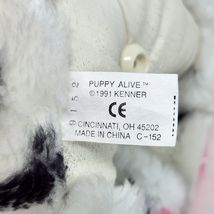 PUPPY ALIVE™
©1991 KENNER
CE
CINCINNATI, OH 45202
MADE IN CHINA C-152